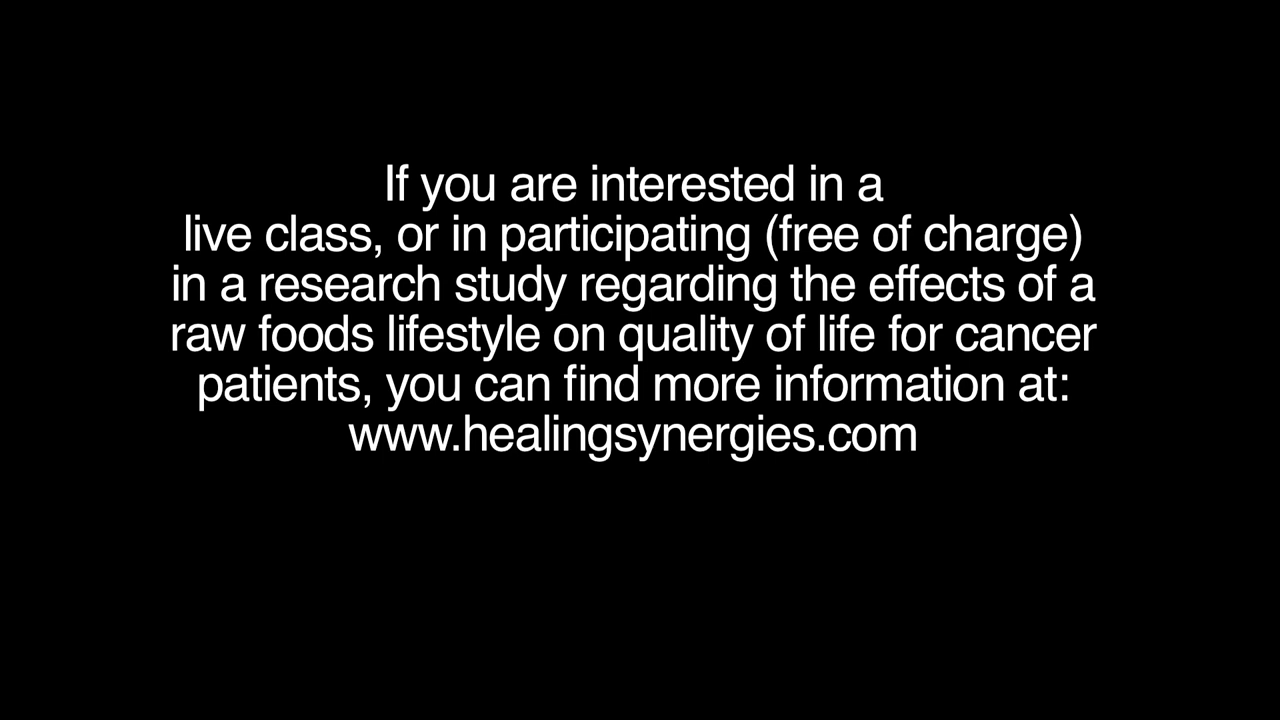 If you are interested in a
live class, or in participating (free of charge)
in a research study regarding the effects of a
raw foods lifestyle on quality of life for cancer
patients, you can find more information at:
www.healingsynergies.com